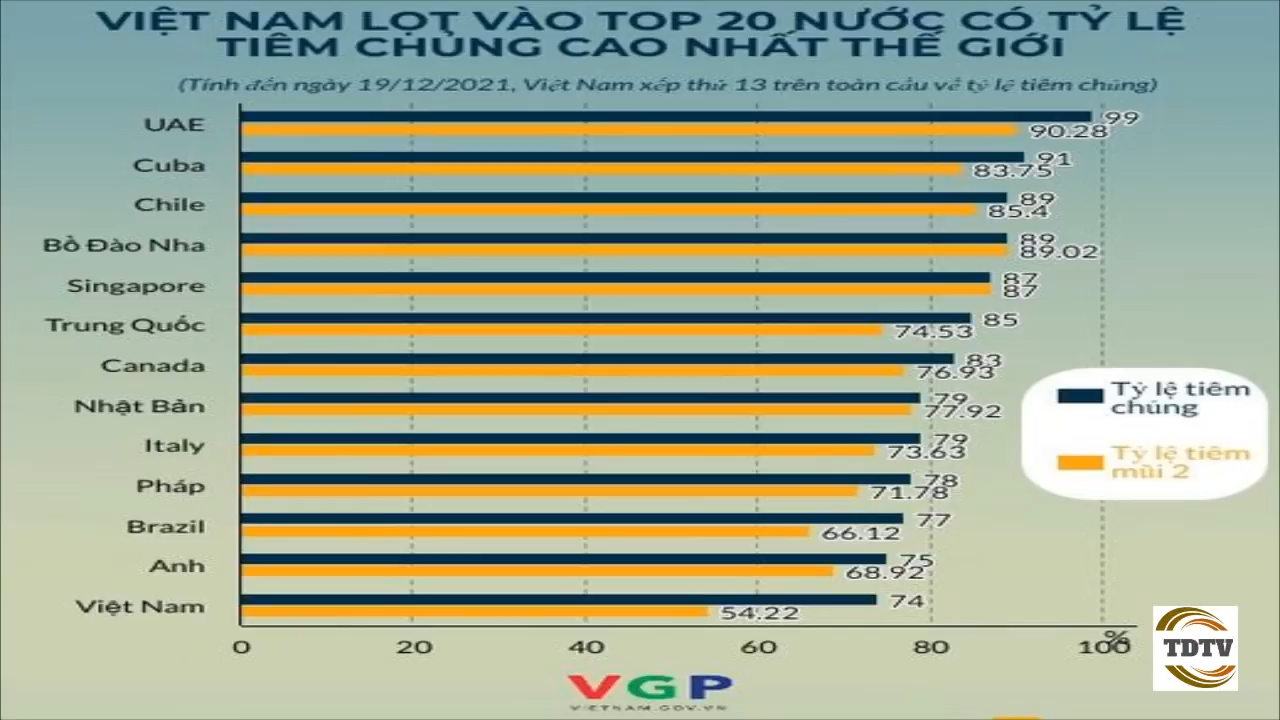 VIỆT NAM LỌT VÀO TOP 20 NƯỚC CÓ TỶ LỆ
TIÊM CHỦNG CAO NHẤT THẾ GIỚI
(Tính đến ngày 19/12/2021, Việt Nam xếp thứ 13 trên toàn cầu về tỷ lệ tiêm chủng)
UAE 99
90.28
Cuba 91
83.75
Chile 89
85.4
Bồ Đào Nha 89
89.02
Singapore 87
87
Trung Quốc 85
74.53
Canada 83
76.93
Nhật Bản 79
77.92
Italy 79
73.63
Pháp 78
71.78
Brazil 77
66.12
Anh 75
68.92
Việt Nam 74
54.22
0 20 40 60 80 100 %
Tỷ lệ tiêm
chủng
Tỷ lệ tiêm
mũi 2
TDTV
VGP
VIETNAM.GOV.VN